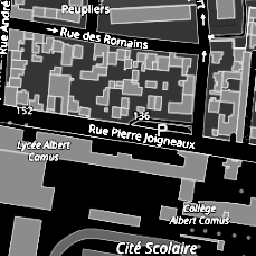 Peupliers
Rue André
Rue des Romains
152
136
Rue Pierre Joigneaux
Lycée Albert
Camus
Collège
Albert Camus
Cité Scolaire